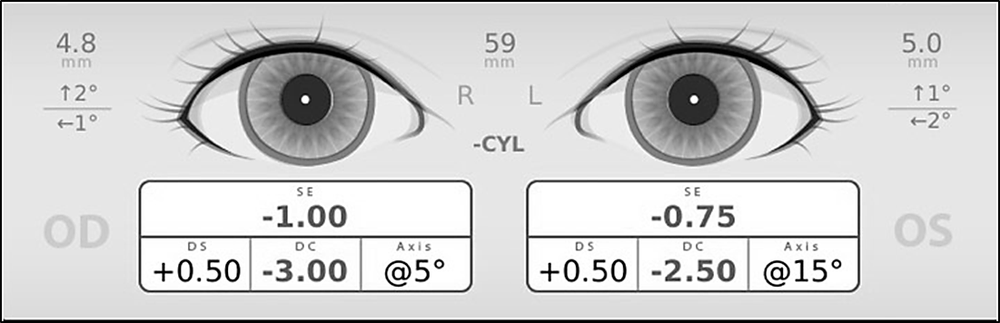 4.8
mm
↑2°
←1°
59
mm
R L
-CYL
5.0
mm
↑1°
←2°
OD
SE
-1.00
DS DC Axis
+0.50 -3.00 @5°
SE
-0.75
DS DC Axis
+0.50 -2.50 @15°
OS